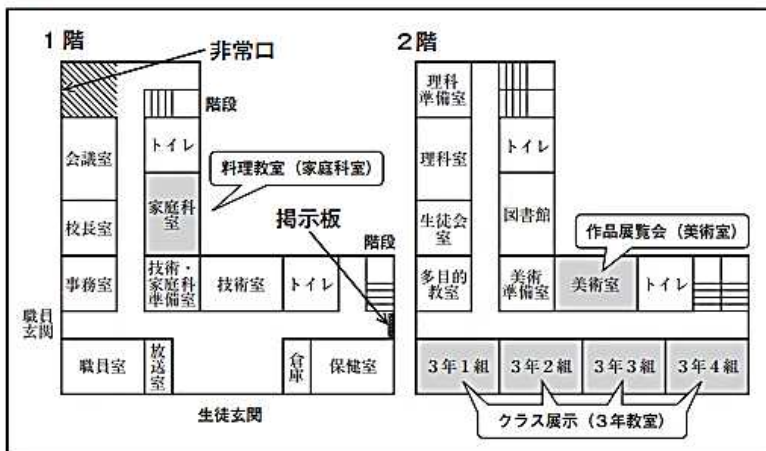 1階
非常口
階段
会議室
トイレ
料理教室（家庭科室）
家庭科
室
掲示板
校長室
階段
事務室
技術・
家庭科
準備室
技術室
トイレ
職員
玄関
職員室
放送室
倉庫
保健室
生徒玄関
2階
理科
準備室
理科室
トイレ
生徒会
室
図書館
作品展覧会（美術室）
多目的
教室
美術
準備室
美術室
トイレ
3年1組
3年2組
3年3組
3年4組
クラス展示（3年教室）